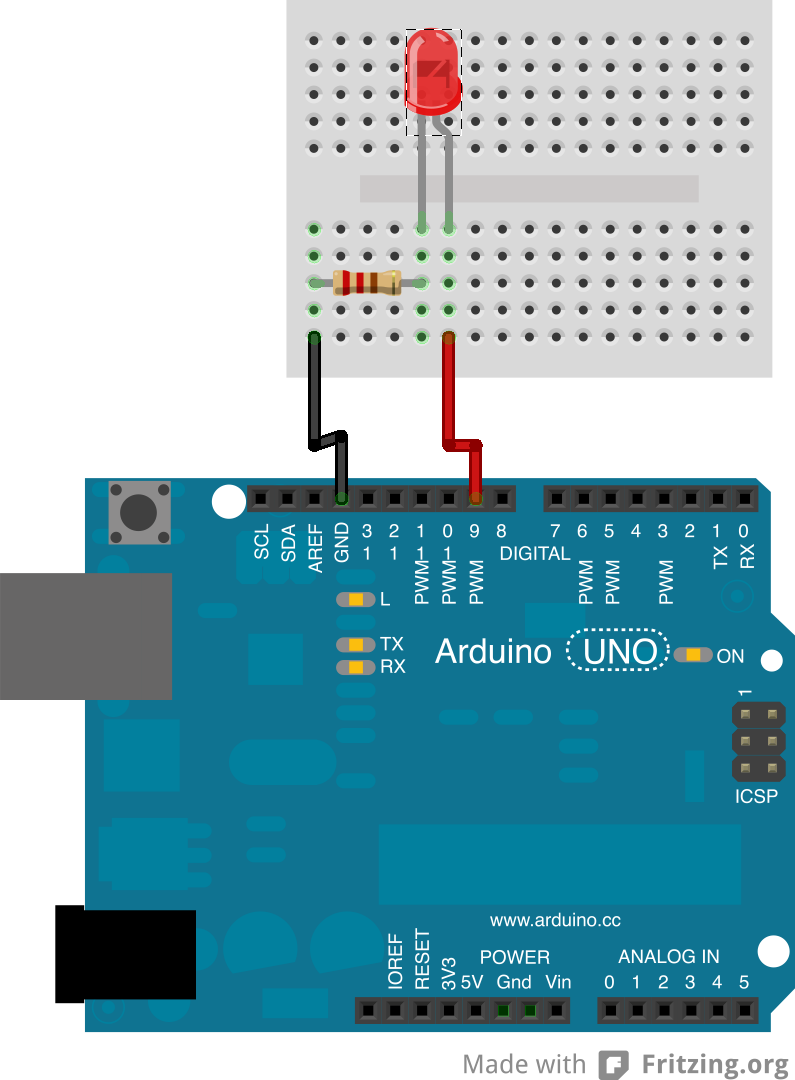 SCL
SDA
AREF
GND
13
12
PWM 11
PWM 10
PWM 9
8
7
PWM 6
PWM 5
4
PWM 3
2
TX 1
RX 0
DIGITAL
L
TX
RX
Arduino UNO
ON
1
ICSP
www.arduino.cc
POWER
ANALOG IN
IOREF
RESET
3V3
5V Gnd Vin
0 1 2 3 4 5
Made with Fritzing.org